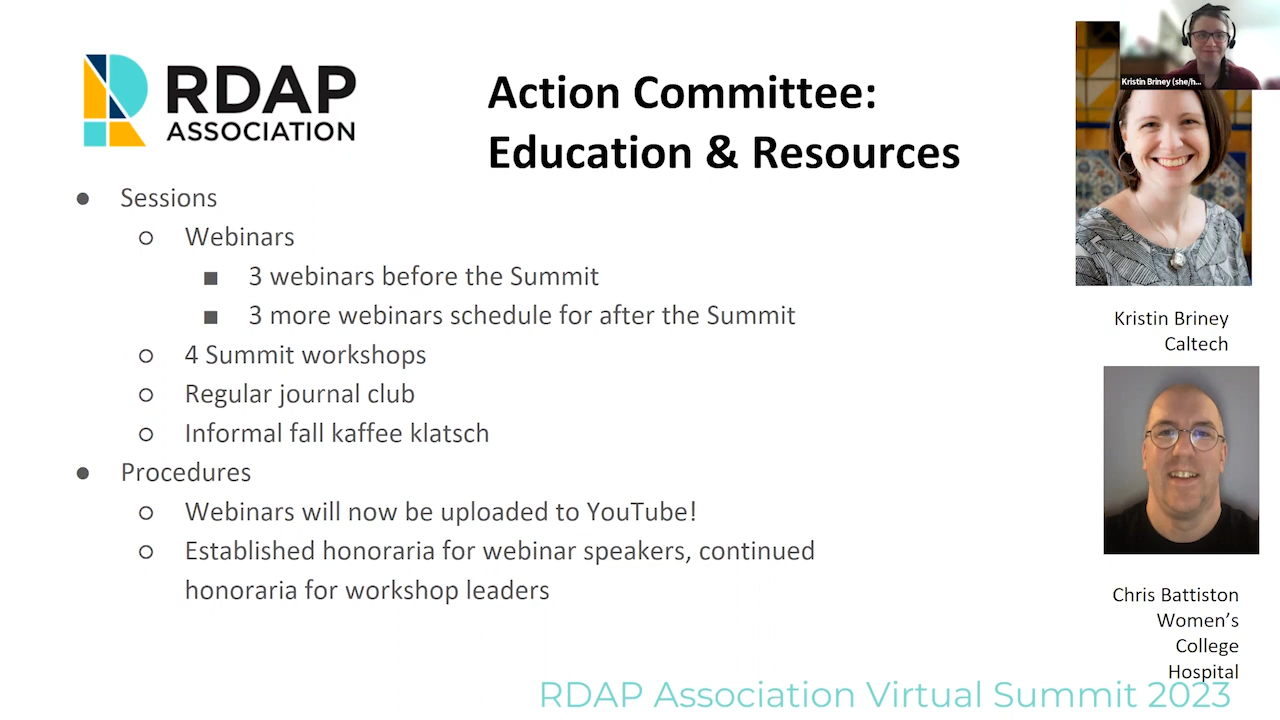 RDAP
ASSOCIATION
Action Committee:
Education & Resources
Kristin Briney (she/h...
● Sessions
○ Webinars
■ 3 webinars before the Summit
■ 3 more webinars schedule for after the Summit
○ 4 Summit workshops
○ Regular journal club
○ Informal fall kaffee klatsch
● Procedures
○ Webinars will now be uploaded to YouTube!
○ Established honoraria for webinar speakers, continued
honoraria for workshop leaders
Kristin Briney
Caltech
Chris Battiston
Women’s
College
Hospital
RDAP Association Virtual Summit 2023